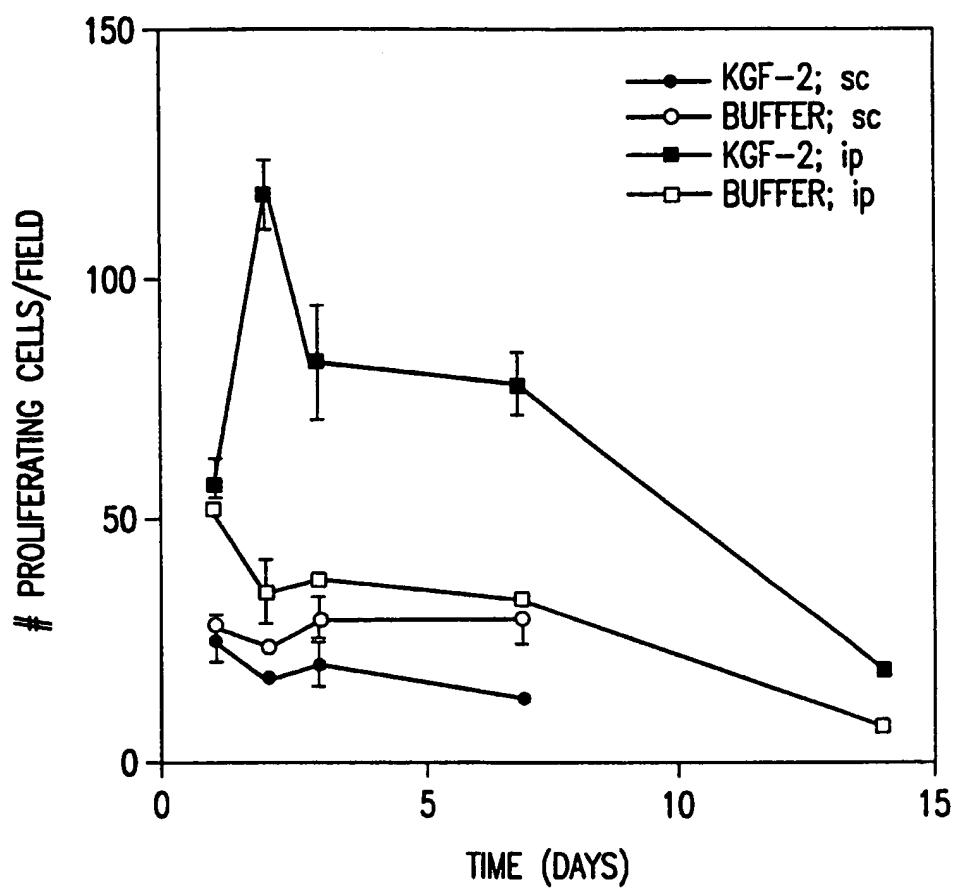 150
100
50
0
# PROLIFERATING CELLS/FIELD
KGF-2; sc
BUFFER; sc
KGF-2; ip
BUFFER; ip
0 5 10 15
TIME (DAYS)